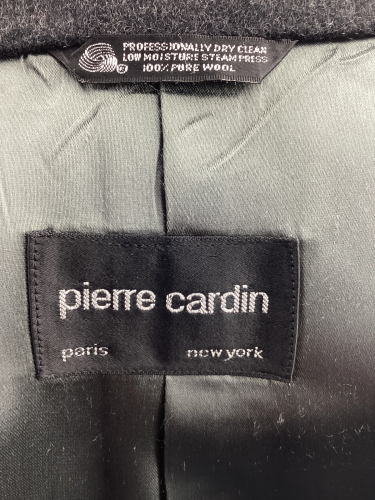 PROFESSIONALLY DRY CLEAN
LOW MOISTURE STEAM PRESS
100% PURE WOOL
pierre cardin
paris new york